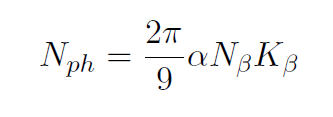 $N_{ph} = \frac{2\pi}{9} \alpha N_{\beta} K_{\beta}$